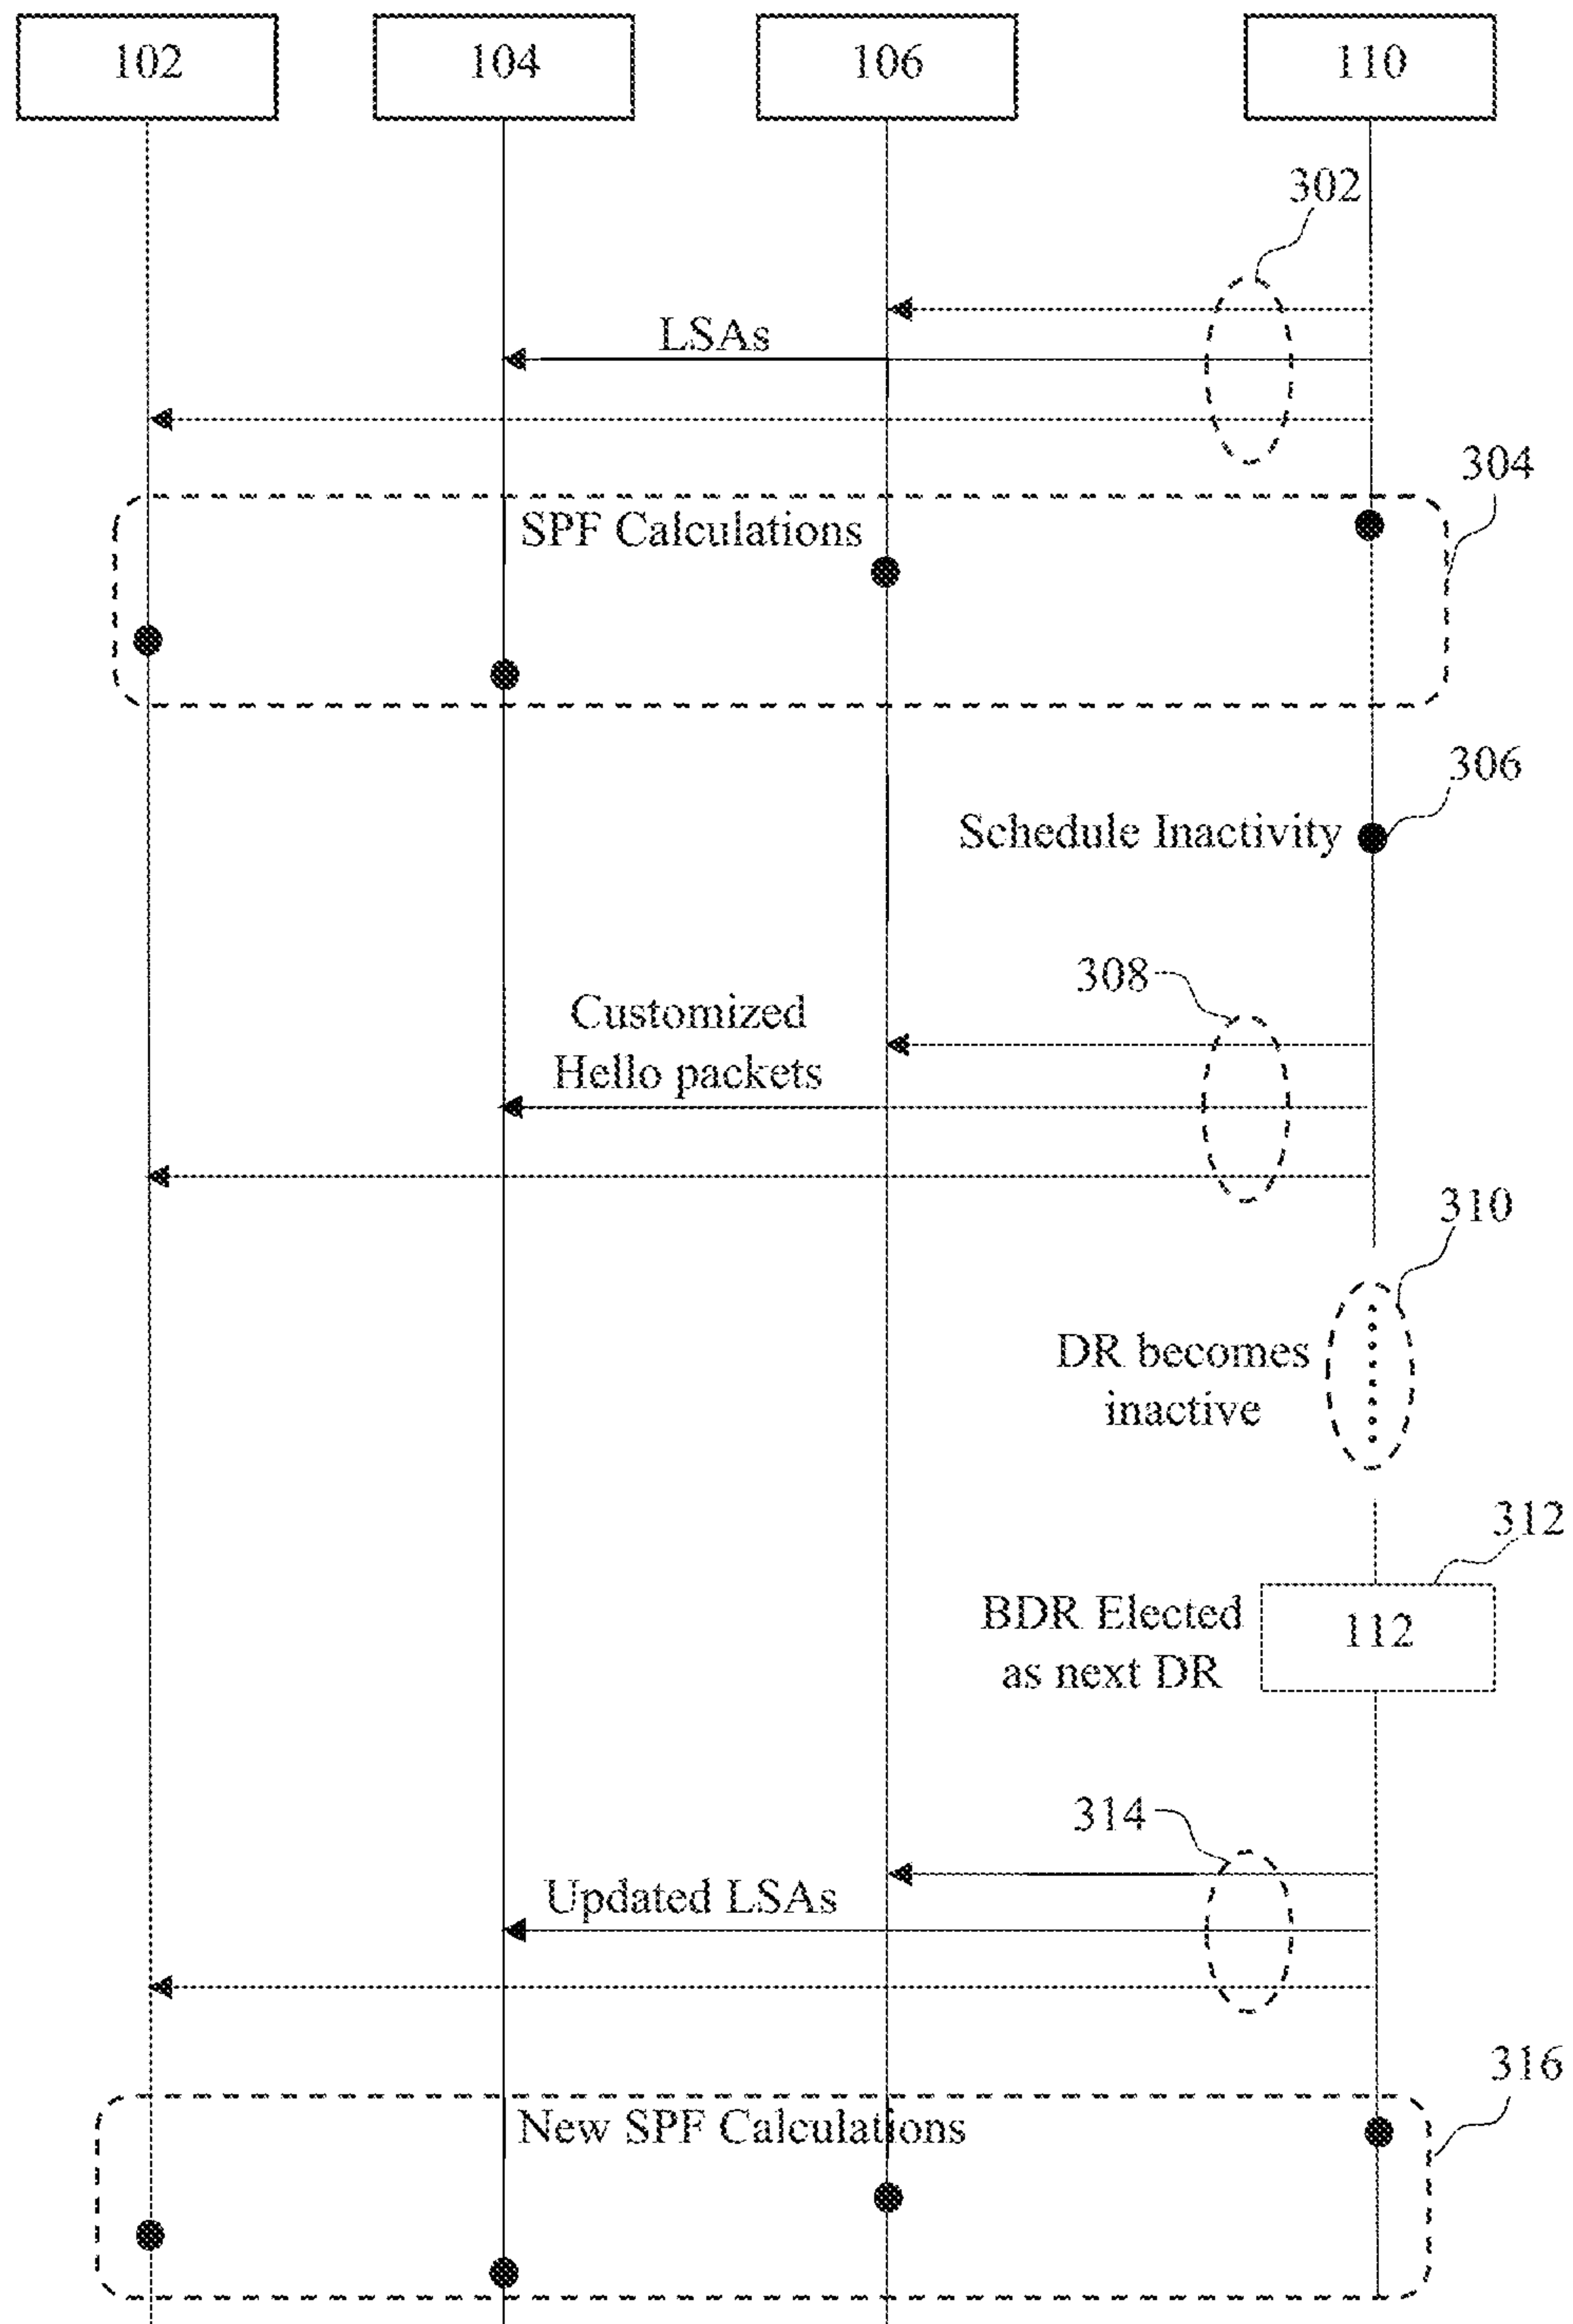 102
104
106
110
302
LSAs
304
SPF Calculations
306
Schedule Inactivity
308
Customized
Hello packets
310
DR becomes
inactive
312
BDR Elected
as next DR
112
314
Updated LSAs
316
New SPF Calculations